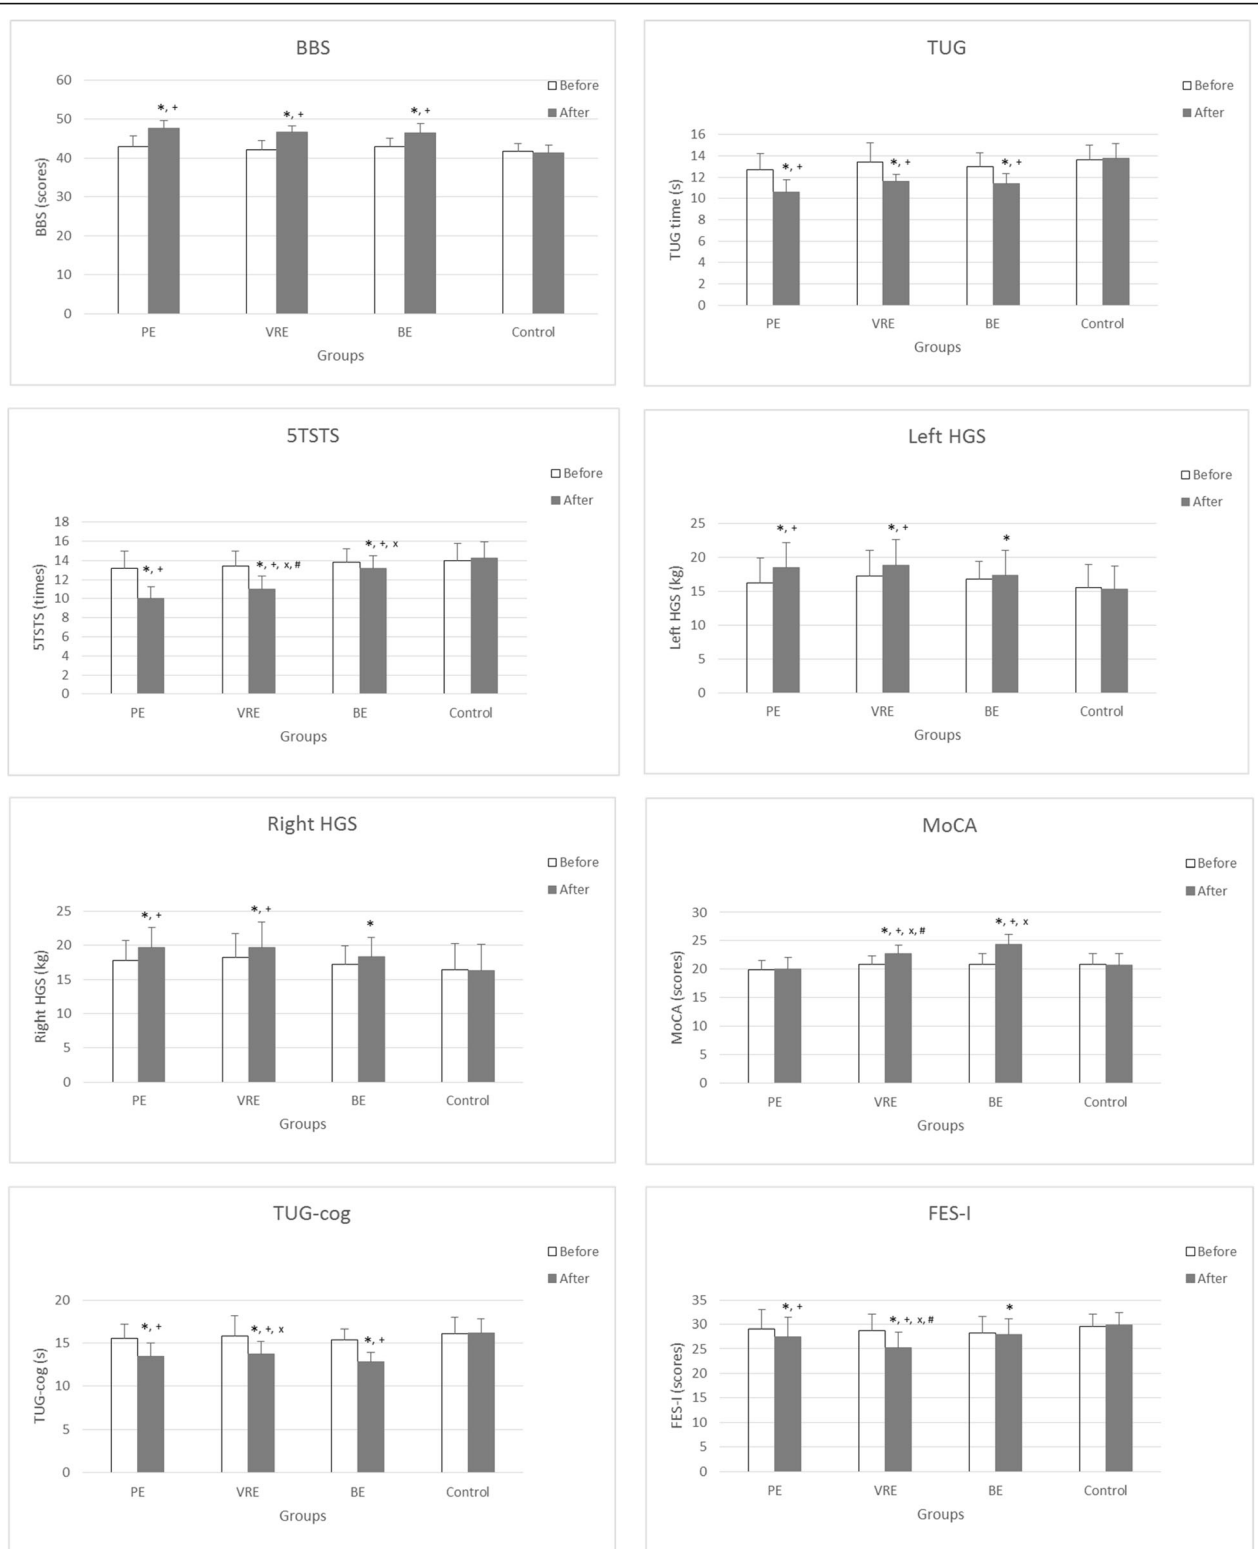 BBS
60
50
40
30
20
10
0
BBS (scores)
*, +
*, +
*, +
Before
After
PE VRE BE Control
Groups
TUG
16
14
12
10
8
6
4
2
0
TUG time (s)
*, +
*, +
*, +
Before
After
PE VRE BE Control
Groups
5TSTS
18
16
14
12
10
8
6
4
2
0
5TSTS (times)
*, +
*, +, x, #
*, +, x
Before
After
PE VRE BE Control
Groups
Left HGS
25
20
15
10
5
0
Left HGS (kg)
*, +
*, +
*
Before
After
PE VRE BE Control
Groups
Right HGS
25
20
15
10
5
0
Right HGS (kg)
*, +
*, +
*
Before
After
PE VRE BE Control
Groups
MoCA
30
25
20
15
10
5
0
MoCA (scores)
*, +, x, #
*, +, x
Before
After
PE VRE BE Control
Groups
TUG-cog
20
15
10
5
0
TUG-cog (s)
*, +
*, +, x
*, +
Before
After
PE VRE BE Control
Groups
FES-I
35
30
25
20
15
10
5
0
FES-I (scores)
*, +
*, +, x, #
*
Before
After
PE VRE BE Control
Groups